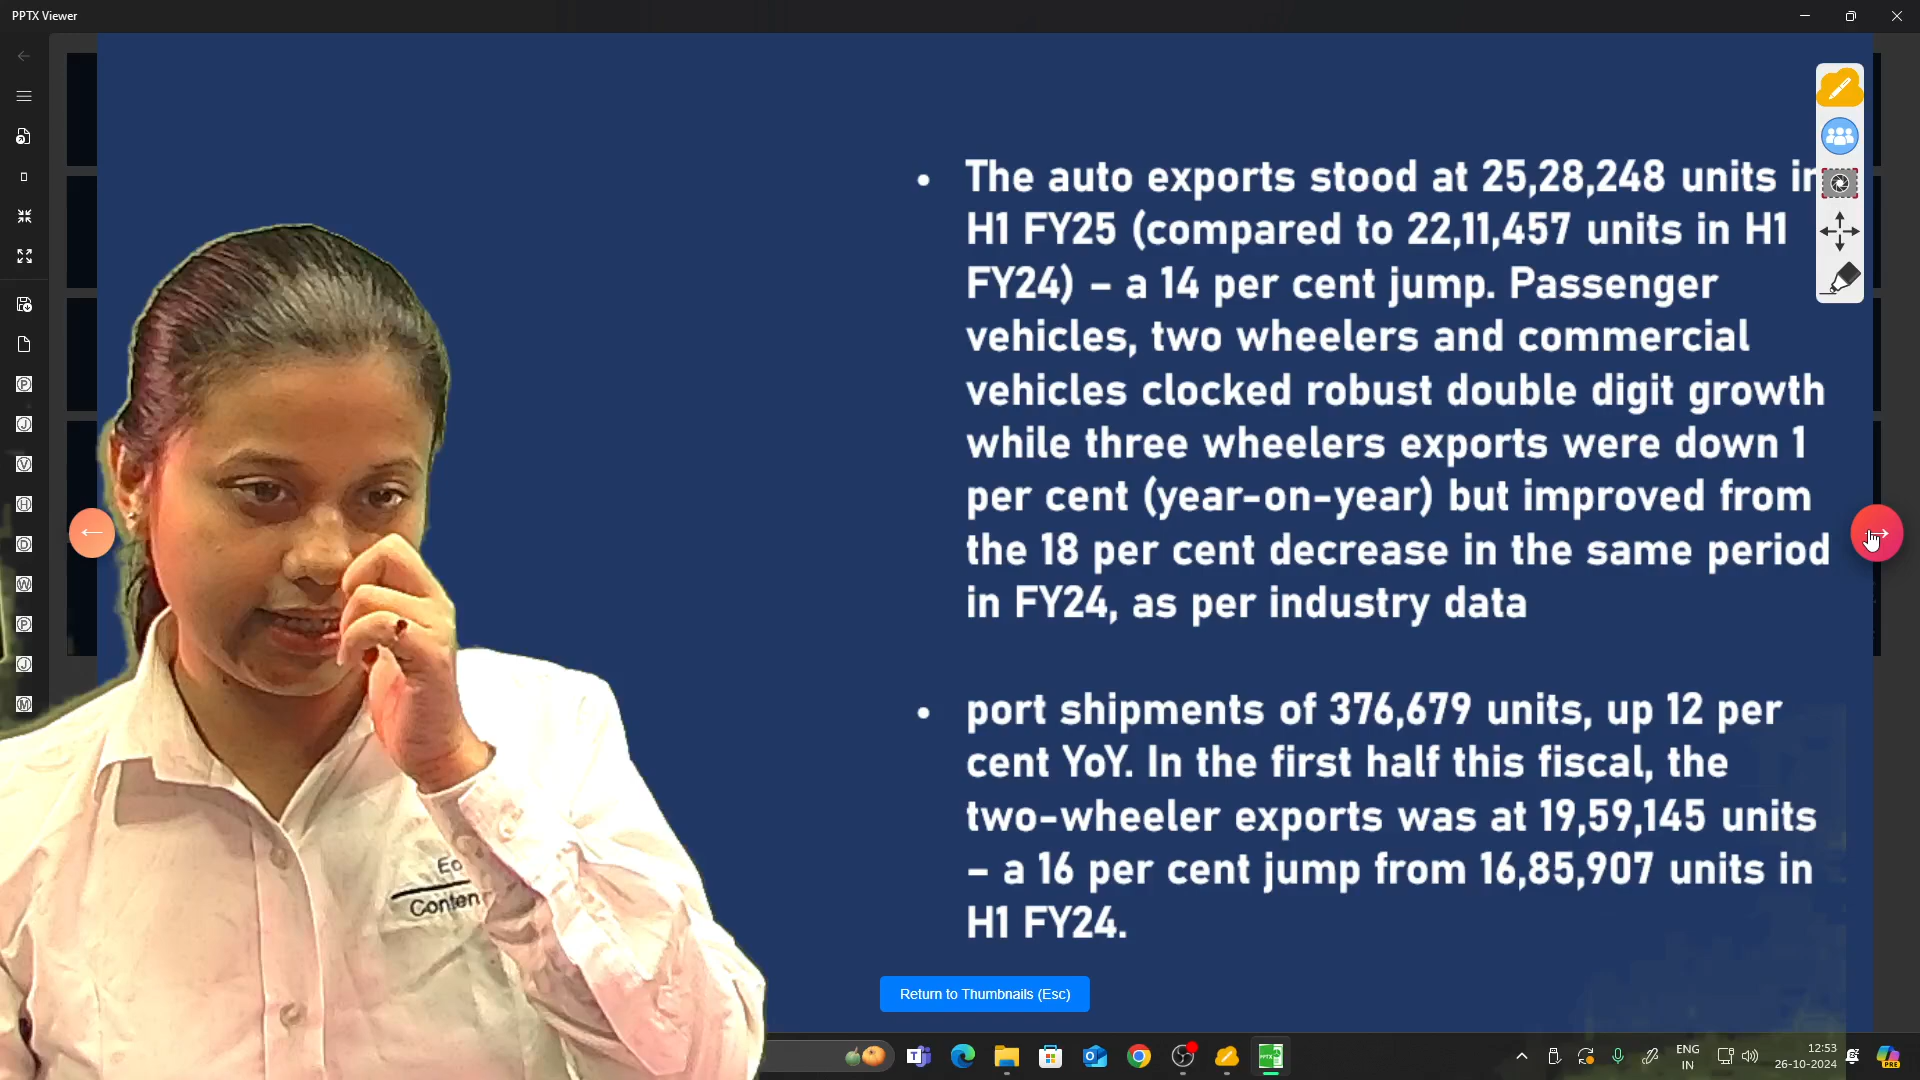 PPTX Viewer
The auto exports stood at 25,28,248 units in
H1 FY25 (compared to 22,11,457 units in H1
FY24) – a 14 per cent jump. Passenger
vehicles, two wheelers and commercial
vehicles clocked robust double digit growth
while three wheelers exports were down 1
per cent (year-on-year) but improved from
the 18 per cent decrease in the same period
in FY24, as per industry data
port shipments of 376,679 units, up 12 per
cent YoY. In the first half this fiscal, the
two-wheeler exports was at 19,59,145 units
– a 16 per cent jump from 16,85,907 units in
H1 FY24.
Return to Thumbnails (Esc)
P
J
V
H
D
W
P
J
M
Conten
ENG
IN
12:53
26-10-2024